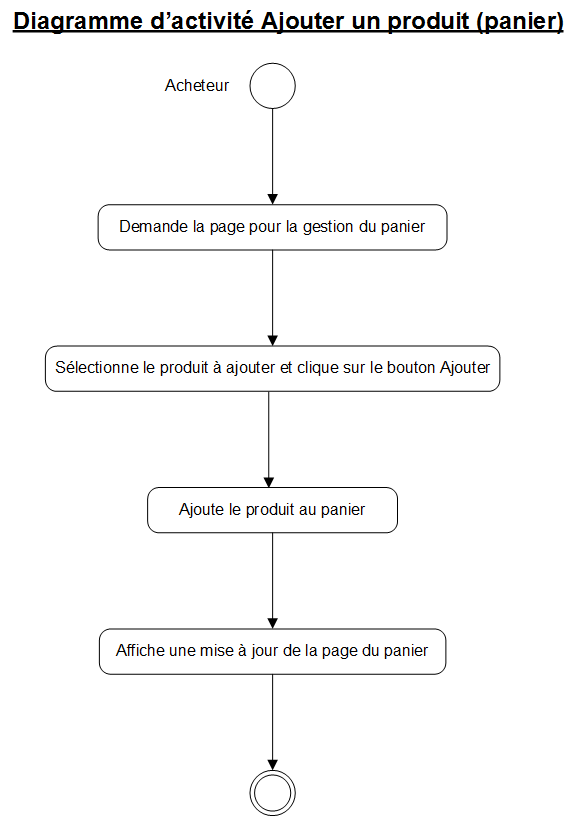 Diagramme d’activité Ajouter un produit (panier)
Acheteur
Demande la page pour la gestion du panier
Sélectionne le produit à ajouter et clique sur le bouton Ajouter
Ajoute le produit au panier
Affiche une mise à jour de la page du panier